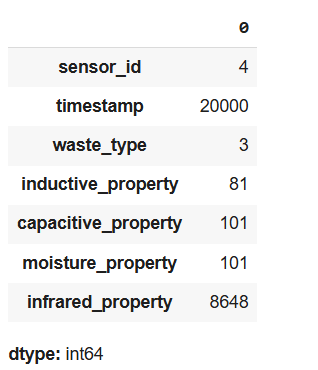 0
sensor_id 4
timestamp 20000
waste_type 3
inductive_property 81
capacitive_property 101
moisture_property 101
infrared_property 8648
dtype: int64